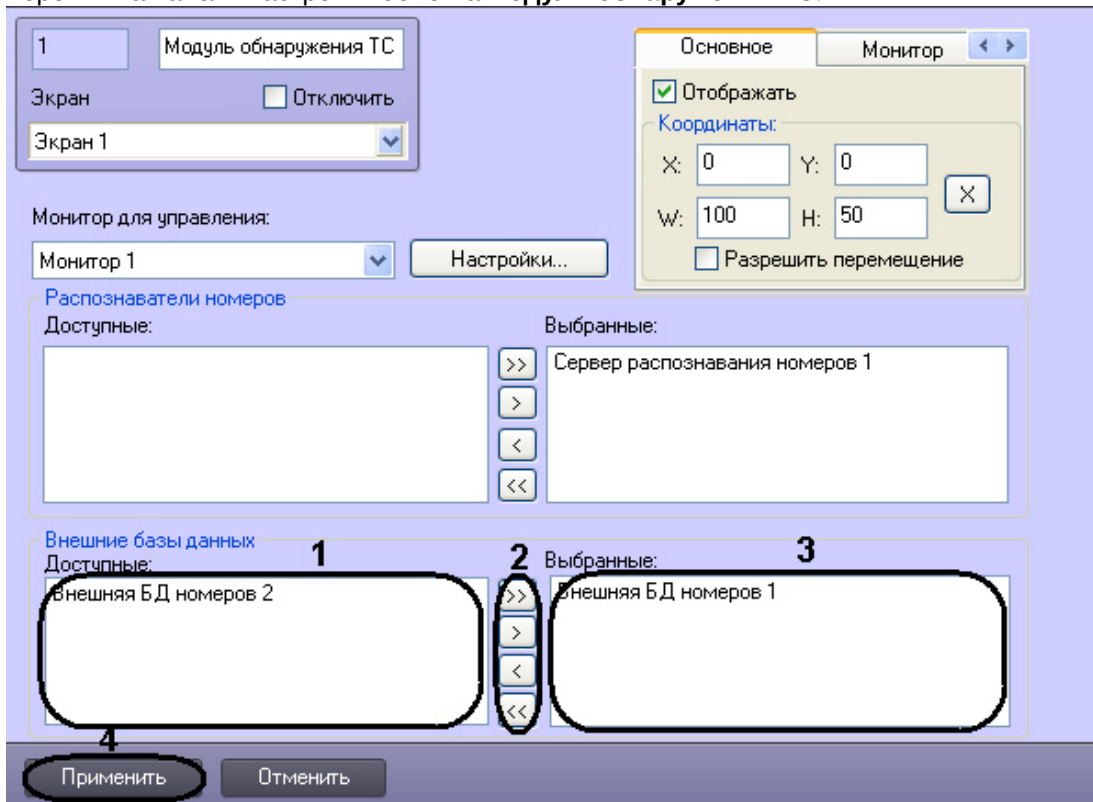 1 Модуль обнаружения ТС
Экран Отключить
Экран 1
Основное Монитор
Отображать
Координаты:
X: 0 Y: 0
X
W: 100 H: 50
Разрешить перемещение
Монитор для управления:
Монитор 1 Настройки...
Распознаватели номеров
Доступные: Выбранные:
Сервер распознавания номеров 1
>>
>
<
<<
Внешние базы данных
1 2 3
Доступные: Выбранные:
Внешняя БД номеров 2 >> Внешняя БД номеров 1
>
<
<<
4
Применить Отменить